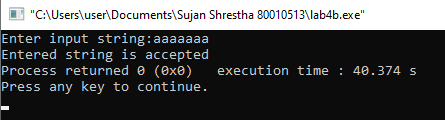 "C:\Users\user\Documents\Sujan Shrestha 80010513\lab4b.exe"
Enter input string:aaaaaaa
Entered string is accepted
Process returned 0 (0x0)   execution time : 40.374 s
Press any key to continue.